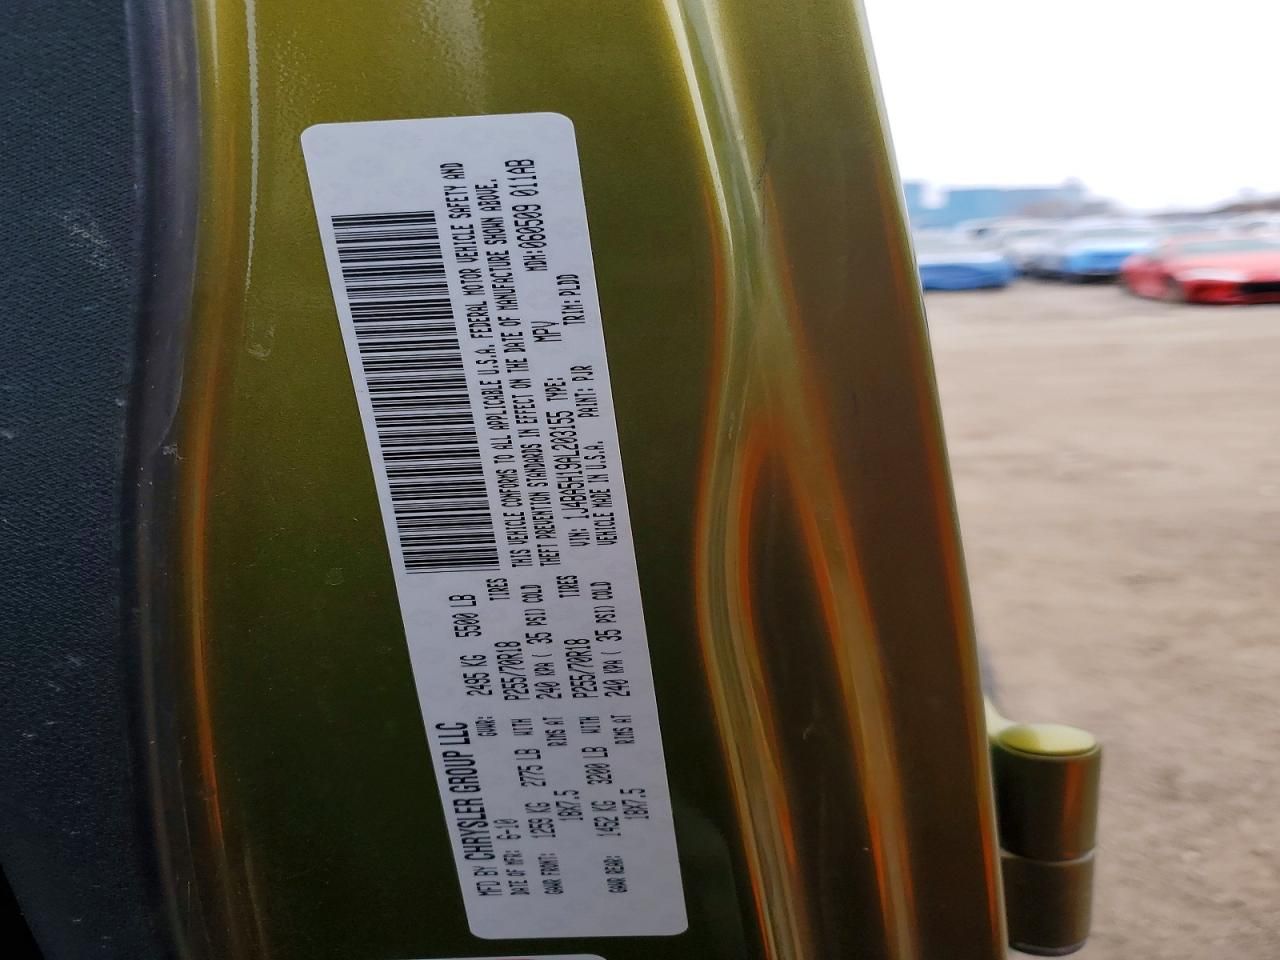 MFD BY CHRYSLER GROUP LLC
DATE OF MFR: 6-10 GVWR: 2495 KG 5500 LB
GAWR FRONT: 1259 KG 2775 LB WITH P255/70R18 TIRES
18X7.5 RIMS AT 240 KPA ( 35 PSI) COLD
GAWR REAR: 1452 KG 3200 LB WITH P255/70R18 TIRES
18X7.5 RIMS AT 240 KPA ( 35 PSI) COLD
THIS VEHICLE CONFORMS TO ALL APPLICABLE U.S.A. FEDERAL MOTOR VEHICLE SAFETY AND
THEFT PREVENTION STANDARDS IN EFFECT ON THE DATE OF MANUFACTURE SHOWN ABOVE.
VIN: 1J4BA5H19AL203155 TYPE: MPV MDH:060509 011AB
VEHICLE MADE IN U.S.A. PAINT: PJR TRIM:PLDD